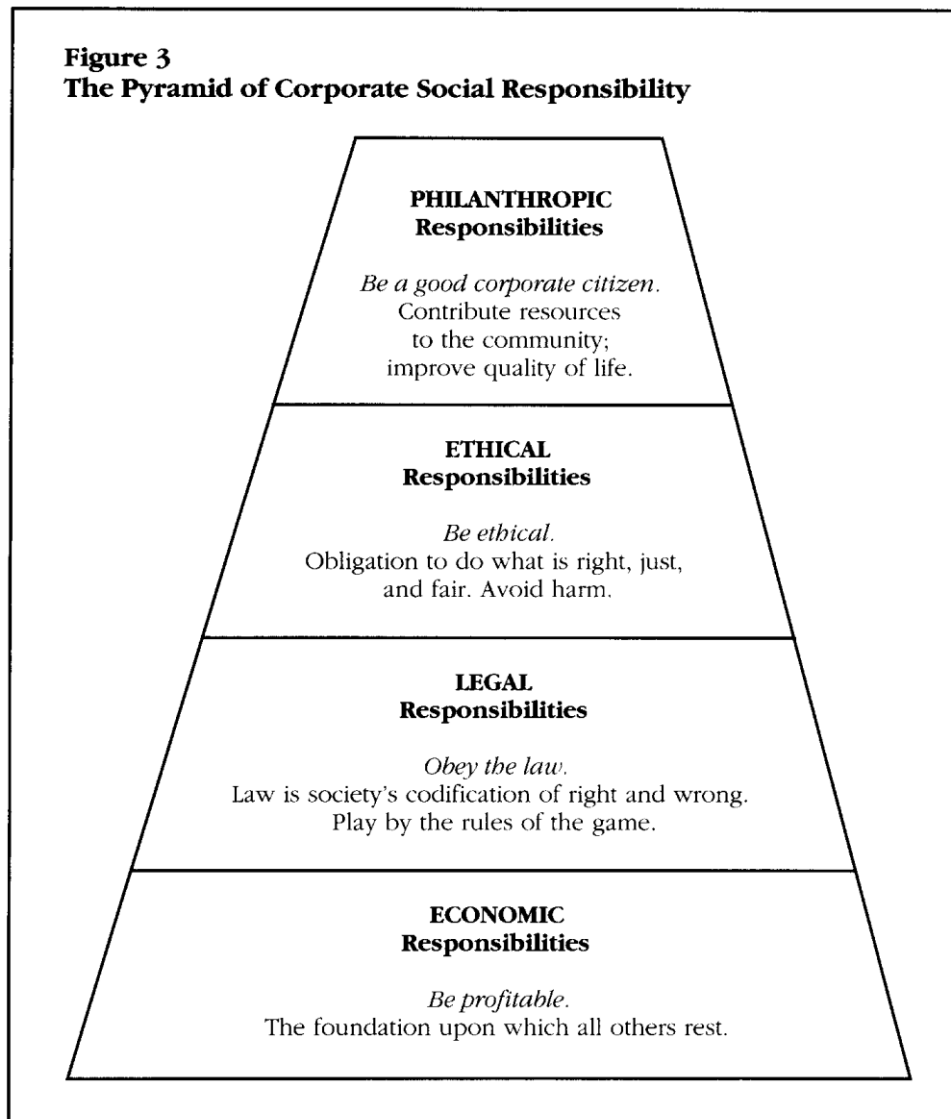 Figure 3
The Pyramid of Corporate Social Responsibility
PHILANTHROPIC
Responsibilities
Be a good corporate citizen.
Contribute resources
to the community;
improve quality of life.
ETHICAL
Responsibilities
Be ethical.
Obligation to do what is right, just,
and fair. Avoid harm.
LEGAL
Responsibilities
Obey the law.
Law is society's codification of right and wrong.
Play by the rules of the game.
ECONOMIC
Responsibilities
Be profitable.
The foundation upon which all others rest.